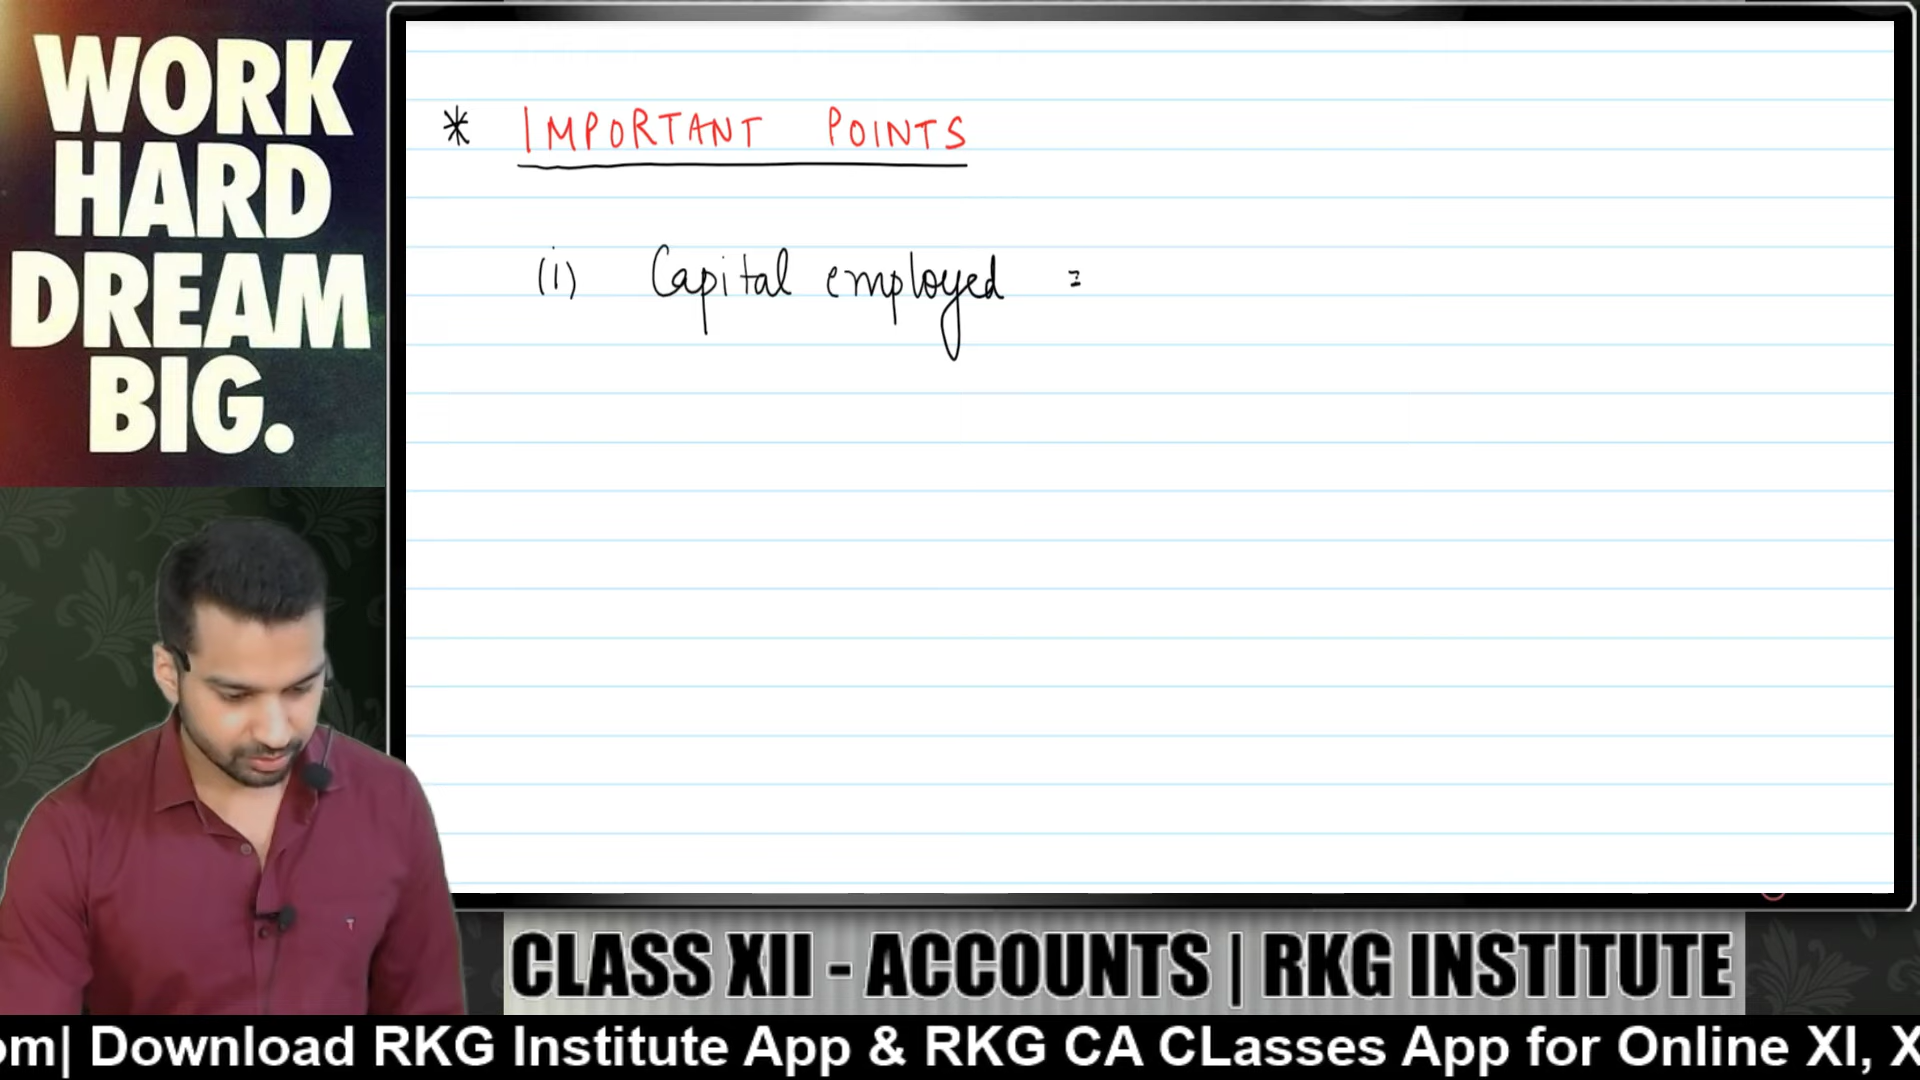 WORK
HARD
DREAM
BIG.
* IMPORTANT POINTS
(i) Capital employed =
CLASS XII - ACCOUNTS | RKG INSTITUTE
om| Download RKG Institute App & RKG CA CLasses App for Online XI, X